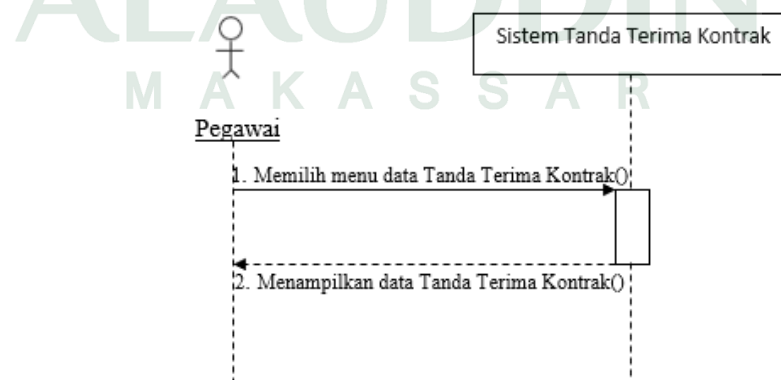 ALAUDDIN
MAKASSAR
Sistem Tanda Terima Kontrak
Pegawai
1. Memilih menu data Tanda Terima Kontrak()
2. Menampilkan data Tanda Terima Kontrak()